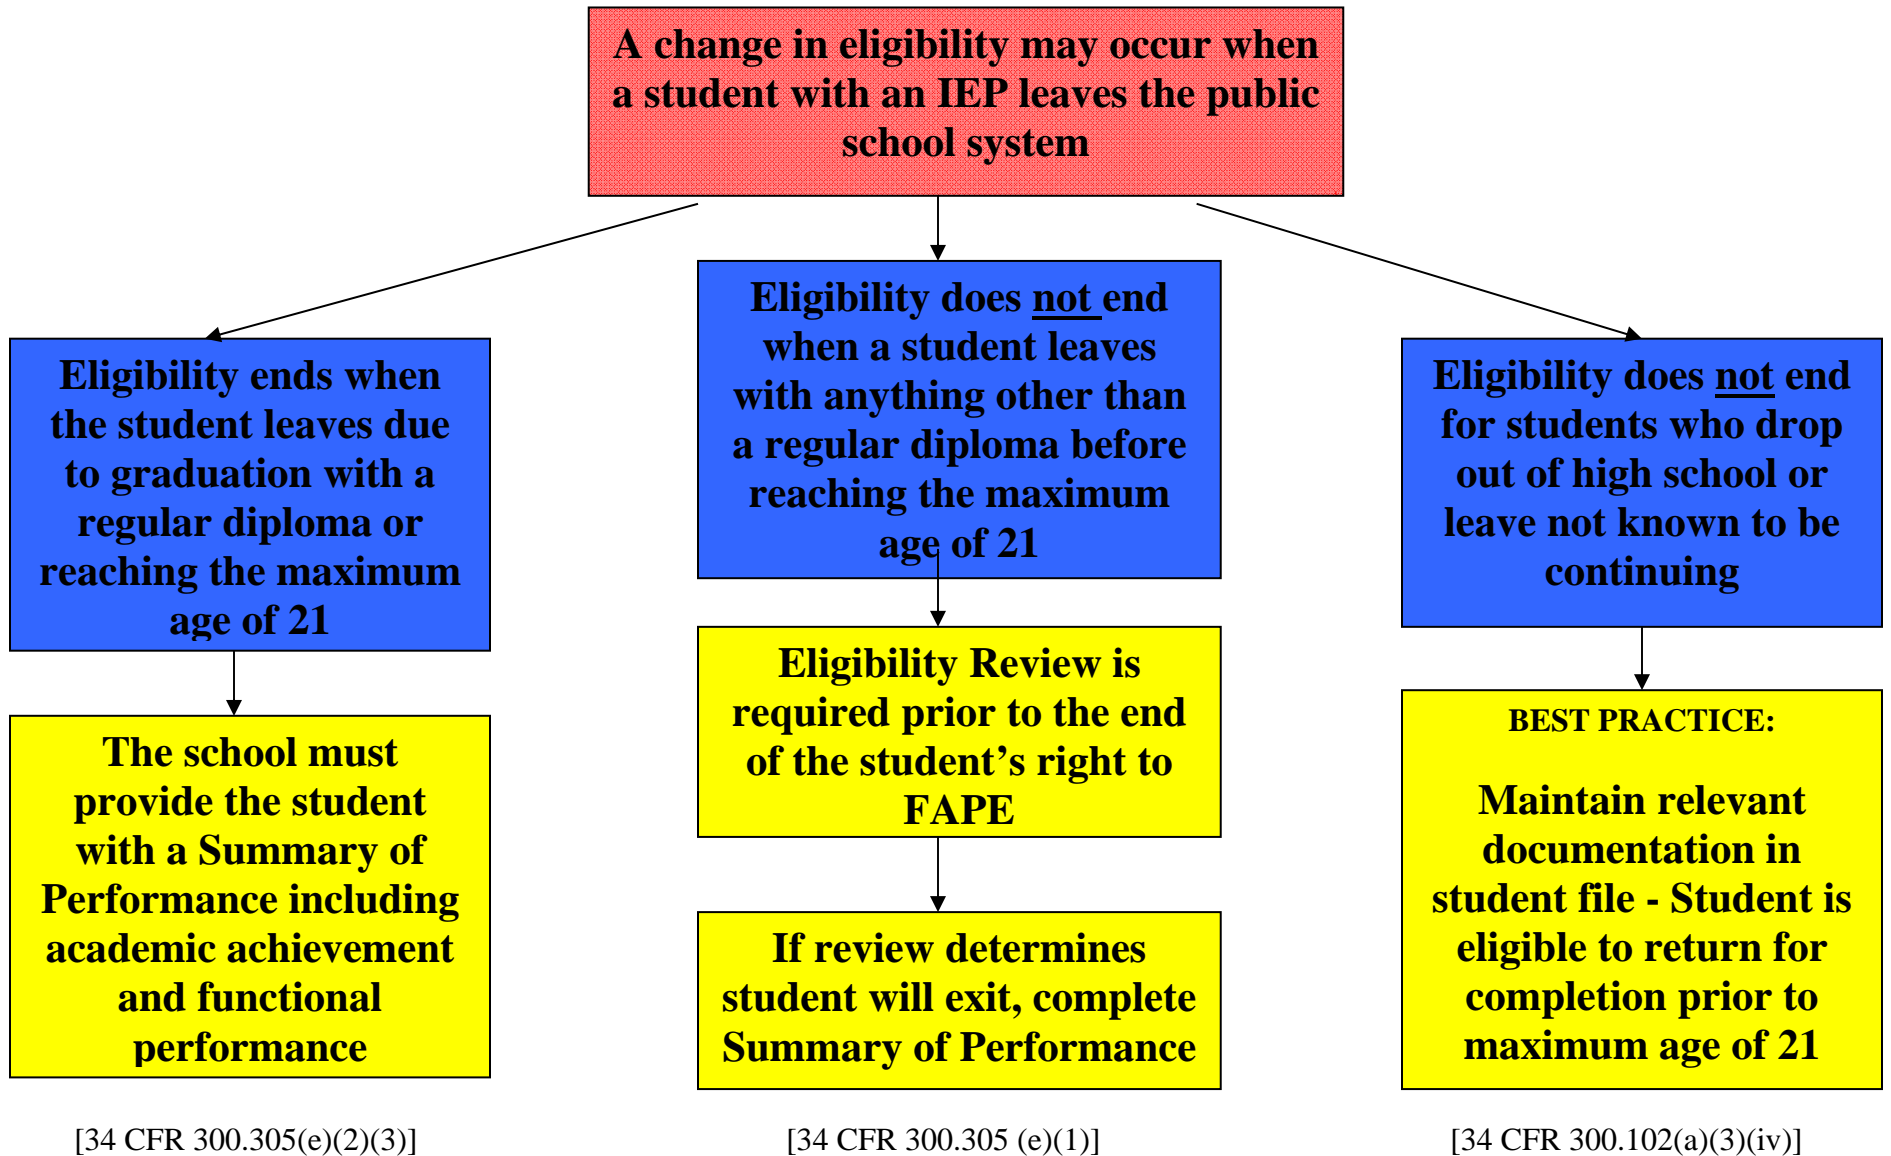 A change in eligibility may occur when
a student with an IEP leaves the public
school system
Eligibility ends when
the student leaves due
to graduation with a
regular diploma or
reaching the maximum
age of 21
The school must
provide the student
with a Summary of
Performance including
academic achievement
and functional
performance
[34 CFR 300.305(e)(2)(3)]
Eligibility does not end
when a student leaves
with anything other than
a regular diploma before
reaching the maximum
age of 21
Eligibility Review is
required prior to the end
of the student’s right to
FAPE
If review determines
student will exit, complete
Summary of Performance
[34 CFR 300.305 (e)(1)]
Eligibility does not end
for students who drop
out of high school or
leave not known to be
continuing
BEST PRACTICE:
Maintain relevant
documentation in
student file - Student is
eligible to return for
completion prior to
maximum age of 21
[34 CFR 300.102(a)(3)(iv)]